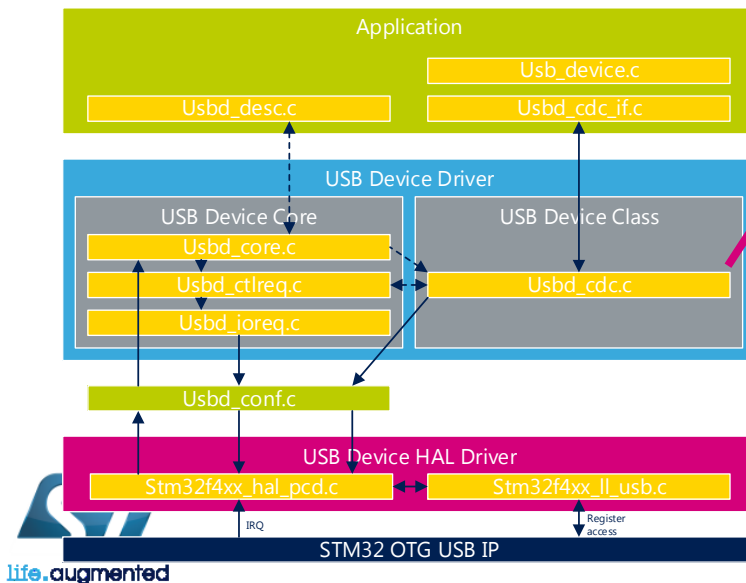 Application
Usb_device.c
Usbd_desc.c
Usbd_cdc_if.c
USB Device Driver
USB Device Core
USB Device Class
Usbd_core.c
Usbd_ctlreq.c
Usbd_cdc.c
Usbd_ioreq.c
Usbd_conf.c
USB Device HAL Driver
Stm32f4xx_hal_pcd.c
Stm32f4xx_ll_usb.c
IRQ
Register
access
STM32 OTG USB IP
life.augmented